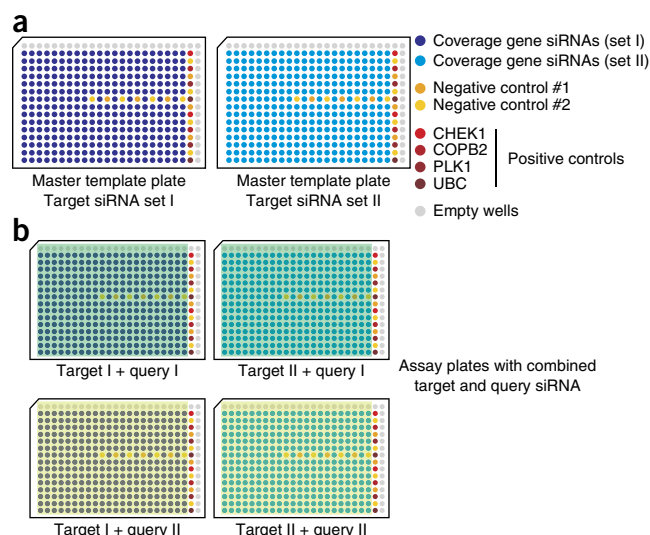 a
Coverage gene siRNAs (set I)
Coverage gene siRNAs (set II)
Negative control #1
Negative control #2
CHEK1
COPB2
PLK1
UBC
Positive controls
Empty wells
Master template plate
Target siRNA set I
Master template plate
Target siRNA set II
b
Target I + query I
Target II + query I
Assay plates with combined
target and query siRNA
Target I + query II
Target II + query II